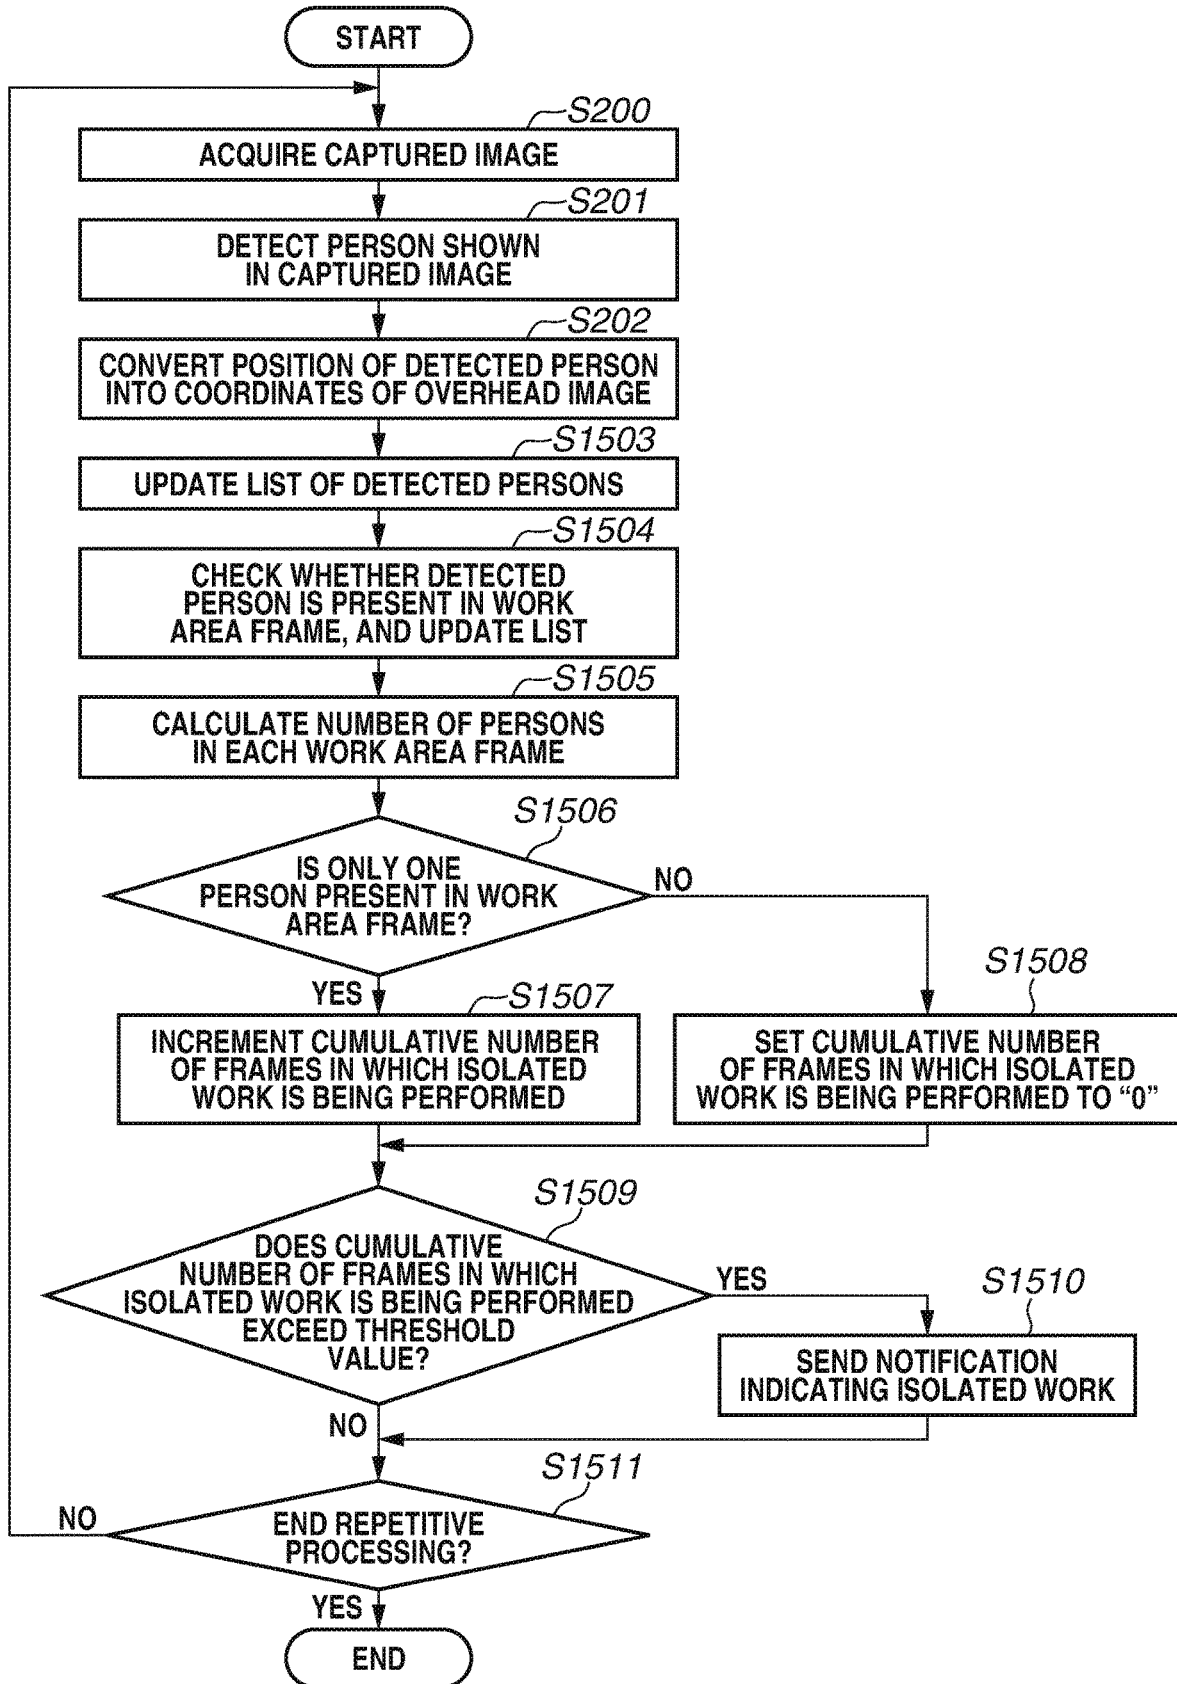 START
S200
ACQUIRE CAPTURED IMAGE
S201
DETECT PERSON SHOWN
IN CAPTURED IMAGE
S202
CONVERT POSITION OF DETECTED PERSON
INTO COORDINATES OF OVERHEAD IMAGE
S1503
UPDATE LIST OF DETECTED PERSONS
S1504
CHECK WHETHER DETECTED
PERSON IS PRESENT IN WORK
AREA FRAME, AND UPDATE LIST
S1505
CALCULATE NUMBER OF PERSONS
IN EACH WORK AREA FRAME
S1506
IS ONLY ONE
PERSON PRESENT IN WORK
AREA FRAME?
NO
YES
S1507
INCREMENT CUMULATIVE NUMBER
OF FRAMES IN WHICH ISOLATED
WORK IS BEING PERFORMED
S1508
SET CUMULATIVE NUMBER
OF FRAMES IN WHICH ISOLATED
WORK IS BEING PERFORMED TO “0”
S1509
DOES CUMULATIVE
NUMBER OF FRAMES IN WHICH
ISOLATED WORK IS BEING PERFORMED
EXCEED THRESHOLD
VALUE?
YES
S1510
SEND NOTIFICATION
INDICATING ISOLATED WORK
NO
S1511
END REPETITIVE
PROCESSING?
NO
YES
END